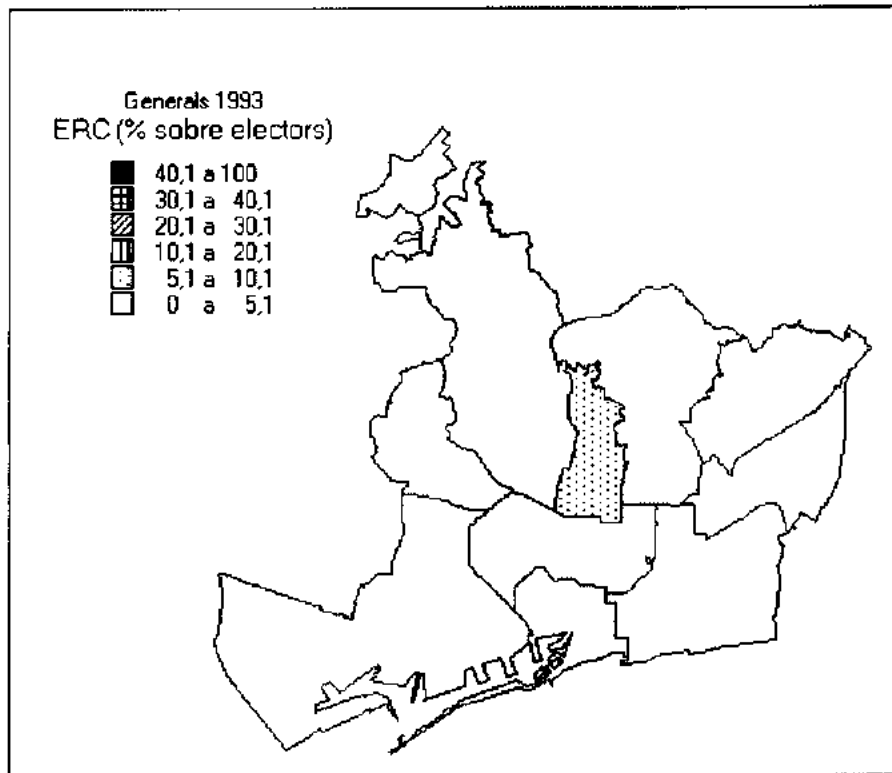 Generals 1993
ERC (% sobre electors)
40,1 a 100
30,1 a 40,1
20,1 a 30,1
10,1 a 20,1
5,1 a 10,1
0 a 5,1